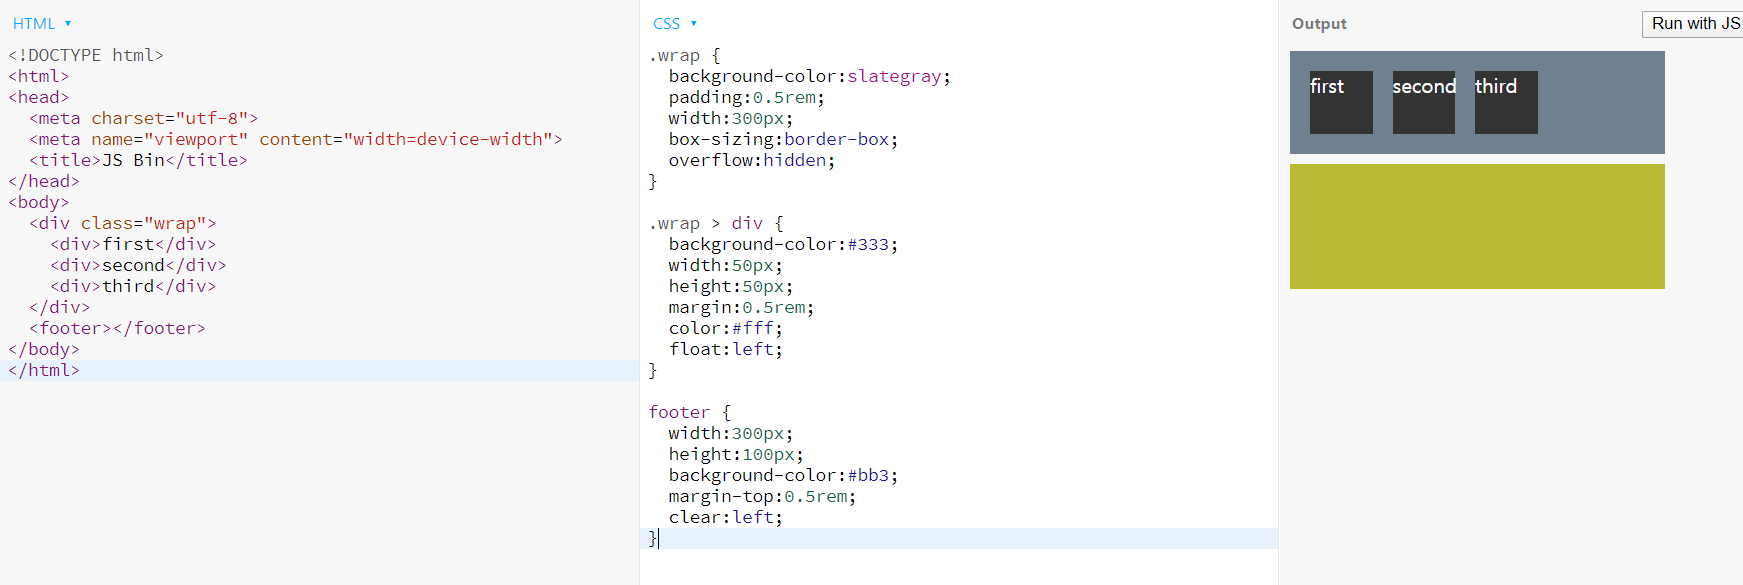 HTML ▾
<!DOCTYPE html>
<html>
<head>
  <meta charset="utf-8">
  <meta name="viewport" content="width=device-width">
  <title>JS Bin</title>
</head>
<body>
  <div class="wrap">
    <div>first</div>
    <div>second</div>
    <div>third</div>
  </div>
  <footer></footer>
</body>
</html>
CSS ▾
.wrap {
  background-color:slategray;
  padding:0.5rem;
  width:300px;
  box-sizing:border-box;
  overflow:hidden;
}
.wrap > div {
  background-color:#333;
  width:50px;
  height:50px;
  margin:0.5rem;
  color:#fff;
  float:left;
}
footer {
  width:300px;
  height:100px;
  background-color:#bb3;
  margin-top:0.5rem;
  clear:left;
}
Output
Run with JS
first second third